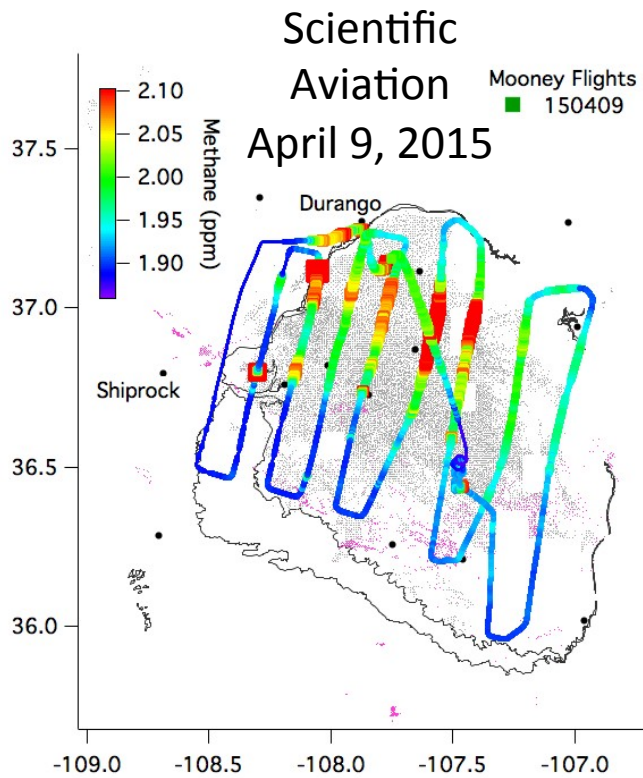 Scientific
Aviation
April 9, 2015
Mooney Flights
150409
2.10
2.05
2.00
1.95
1.90
Methane (ppm)
37.5
37.0
36.5
36.0
Durango
Shiprock
-109.0 -108.5 -108.0 -107.5 -107.0